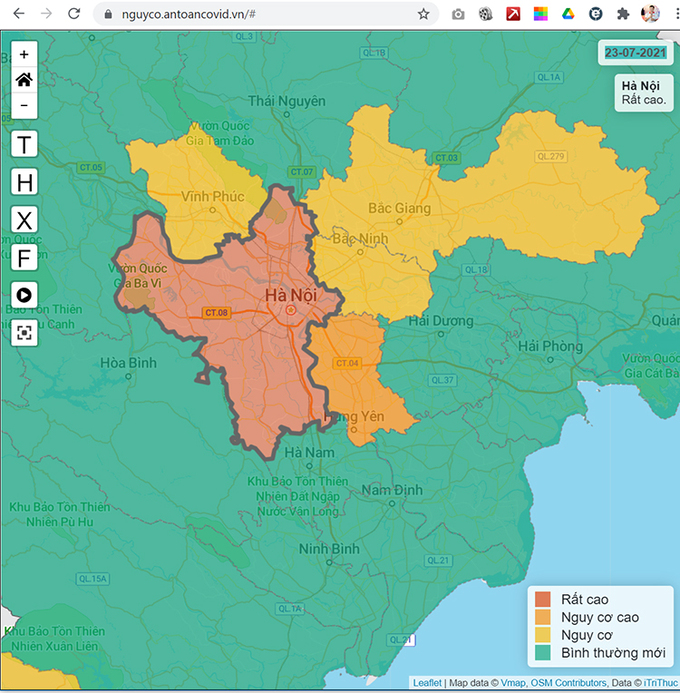 nguyco.antoancovid.vn/#
23-07-2021
Hà Nội
Rất cao.
+
−
T
H
X
F
QL.3
QL.1B
QL.1A
Thái Nguyên
CT.05
Vườn Quốc
Gia Tam Đảo
CT.07
CT.03
QL.279
Vĩnh Phúc
Bắc Giang
Bắc Ninh
Vườn Quốc
Gia Ba Vì
QL.18
Hà Nội
CT.08
Hải Dương
Hải Phòng
Hòa Bình
CT.04
QL.37
Vườn Quốc
Gia Cát Bà
Hưng Yên
Hà Nam
Khu Bảo Tồn Thiên
Nhiên Đất Ngập
Nước Vân Long
Nam Định
Khu Bảo Tồn Thiên
Nhiên Pù Hu
Ninh Bình
QL.21
QL.15A
QL.1A
Khu Bảo Tồn Thiên
Nhiên Xuân Liên
QL.21
Rất cao
Nguy cơ cao
Nguy cơ
Bình thường mới
Leaflet | Map data © Vmap, OSM Contributors, Data © iTriThuc